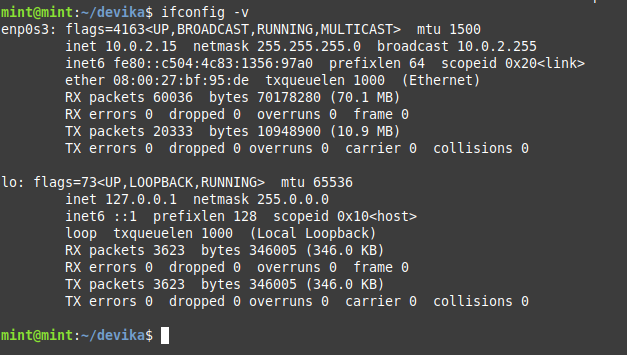 mint@mint:~/devika$ ifconfig -v
enp0s3: flags=4163<UP,BROADCAST,RUNNING,MULTICAST>  mtu 1500
        inet 10.0.2.15  netmask 255.255.255.0  broadcast 10.0.2.255
        inet6 fe80::c504:4c83:1356:97a0  prefixlen 64  scopeid 0x20<link>
        ether 08:00:27:bf:95:de  txqueuelen 1000  (Ethernet)
        RX packets 60036  bytes 70178280 (70.1 MB)
        RX errors 0  dropped 0  overruns 0  frame 0
        TX packets 20333  bytes 10948900 (10.9 MB)
        TX errors 0  dropped 0 overruns 0  carrier 0  collisions 0

lo: flags=73<UP,LOOPBACK,RUNNING>  mtu 65536
        inet 127.0.0.1  netmask 255.0.0.0
        inet6 ::1  prefixlen 128  scopeid 0x10<host>
        loop  txqueuelen 1000  (Local Loopback)
        RX packets 3623  bytes 346005 (346.0 KB)
        RX errors 0  dropped 0  overruns 0  frame 0
        TX packets 3623  bytes 346005 (346.0 KB)
        TX errors 0  dropped 0 overruns 0  carrier 0  collisions 0

mint@mint:~/devika$